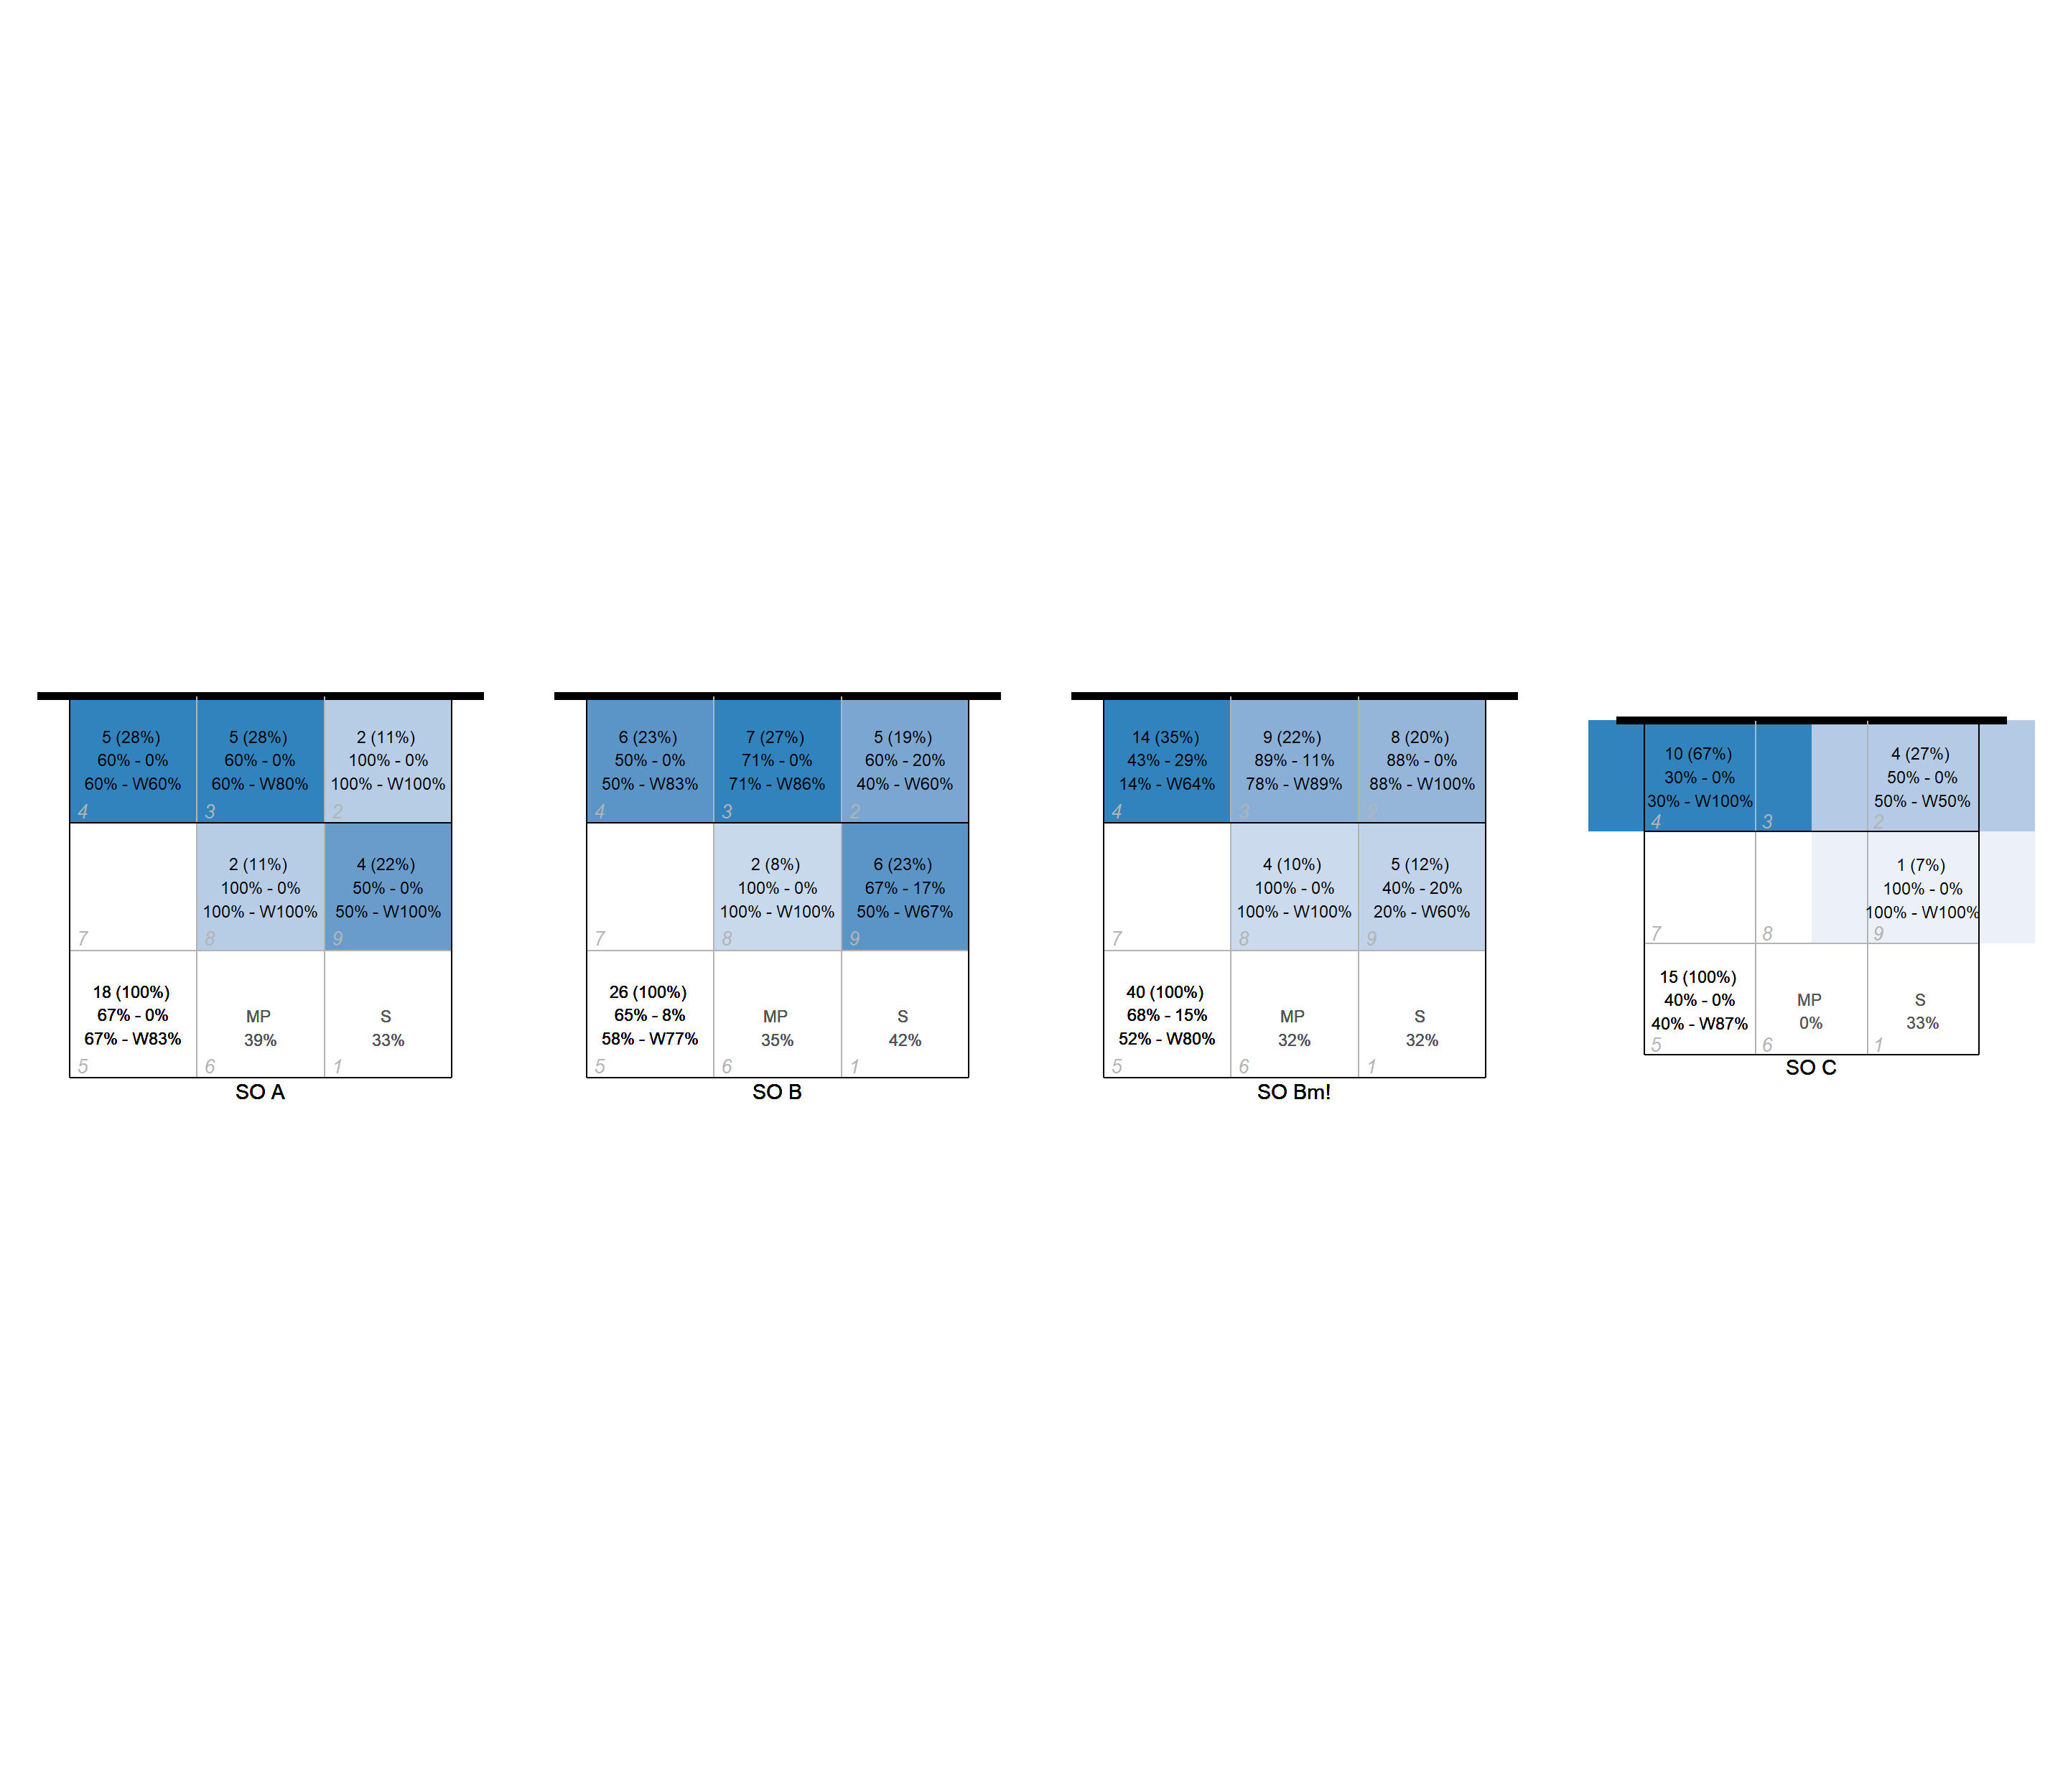 5 (28%)
60% - 0%
60% - W60%
4
5 (28%)
60% - 0%
60% - W80%
3
2 (11%)
100% - 0%
100% - W100%
2
7
2 (11%)
100% - 0%
100% - W100%
8
4 (22%)
50% - 0%
50% - W100%
9
18 (100%)
67% - 0%
67% - W83%
5
MP
39%
6
S
33%
1
SO A
6 (23%)
50% - 0%
50% - W83%
4
7 (27%)
71% - 0%
71% - W86%
3
5 (19%)
60% - 20%
40% - W60%
2
7
2 (8%)
100% - 0%
100% - W100%
8
6 (23%)
67% - 17%
50% - W67%
9
26 (100%)
65% - 8%
58% - W77%
5
MP
35%
6
S
42%
1
SO B
14 (35%)
43% - 29%
14% - W64%
4
9 (22%)
89% - 11%
78% - W89%
3
8 (20%)
88% - 0%
88% - W100%
2
7
4 (10%)
100% - 0%
100% - W100%
8
5 (12%)
40% - 20%
20% - W60%
9
40 (100%)
68% - 15%
52% - W80%
5
MP
32%
6
S
32%
1
SO Bm!
10 (67%)
30% - 0%
30% - W100%
4
3
4 (27%)
50% - 0%
50% - W50%
2
7
8
1 (7%)
100% - 0%
100% - W100%
9
15 (100%)
40% - 0%
40% - W87%
5
MP
0%
6
S
33%
1
SO C